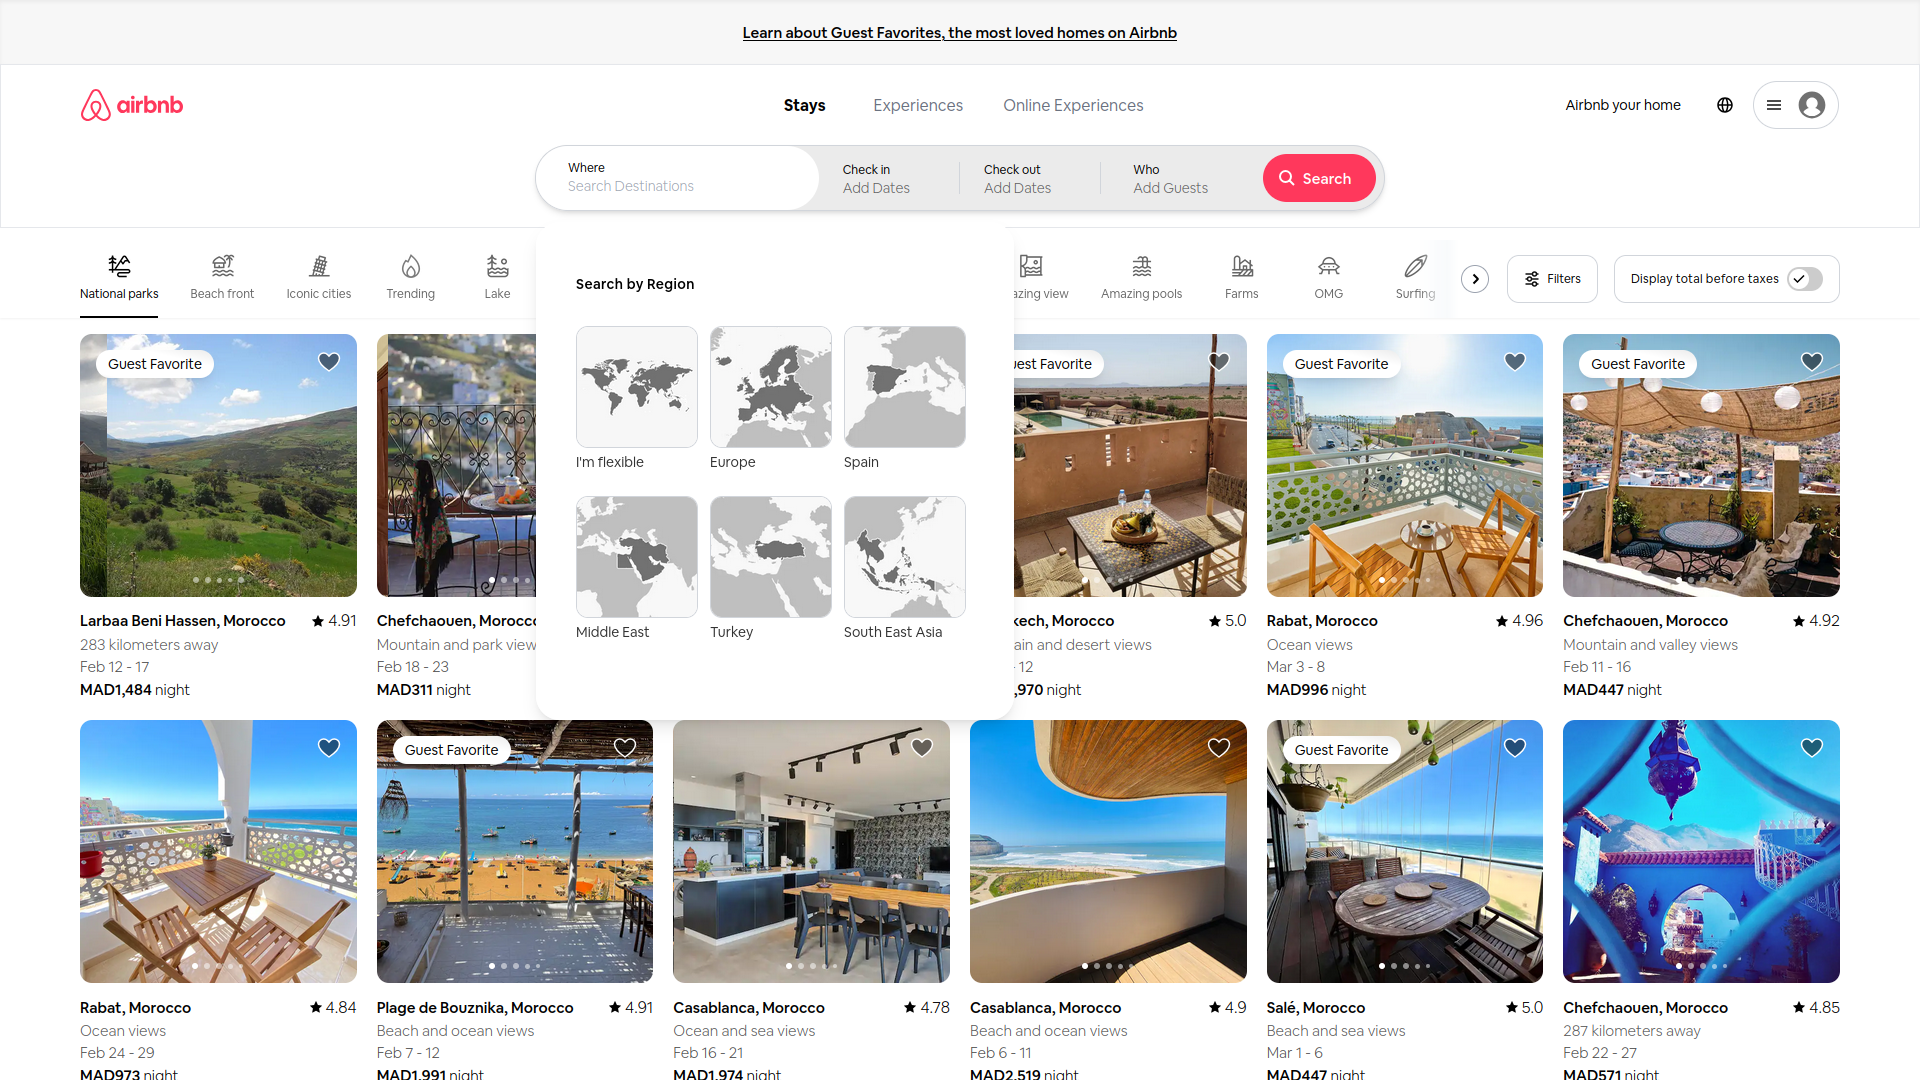 Learn about Guest Favorites, the most loved homes on Airbnb
airbnb
Stays
Experiences
Online Experiences
Airbnb your home
Where
Search Destinations
Check in
Add Dates
Check out
Add Dates
Who
Add Guests
Search
National parks
Beach front
Iconic cities
Trending
Lake
azing view
Amazing pools
Farms
OMG
Surfing
Filters
Display total before taxes
Search by Region
I'm flexible
Europe
Spain
Middle East
Turkey
South East Asia
Guest Favorite
uest Favorite
Guest Favorite
Guest Favorite
Larbaa Beni Hassen, Morocco
4.91
283 kilometers away
Feb 12 - 17
MAD1,484 night
Chefchaouen, Morocco
Mountain and park view
Feb 18 - 23
MAD311 night
kech, Morocco
5.0
ain and desert views
- 12
,970 night
Rabat, Morocco
4.96
Ocean views
Mar 3 - 8
MAD996 night
Chefchaouen, Morocco
4.92
Mountain and valley views
Feb 11 - 16
MAD447 night
Guest Favorite
Guest Favorite
Rabat, Morocco
4.84
Ocean views
Feb 24 - 29
MAD973 night
Plage de Bouznika, Morocco
4.91
Beach and ocean views
Feb 7 - 12
MAD1,991 night
Casablanca, Morocco
4.78
Ocean and sea views
Feb 16 - 21
MAD1,974 night
Casablanca, Morocco
4.9
Beach and ocean views
Feb 6 - 11
MAD2,519 night
Salé, Morocco
5.0
Beach and sea views
Mar 1 - 6
MAD447 night
Chefchaouen, Morocco
4.85
287 kilometers away
Feb 22 - 27
MAD571 night